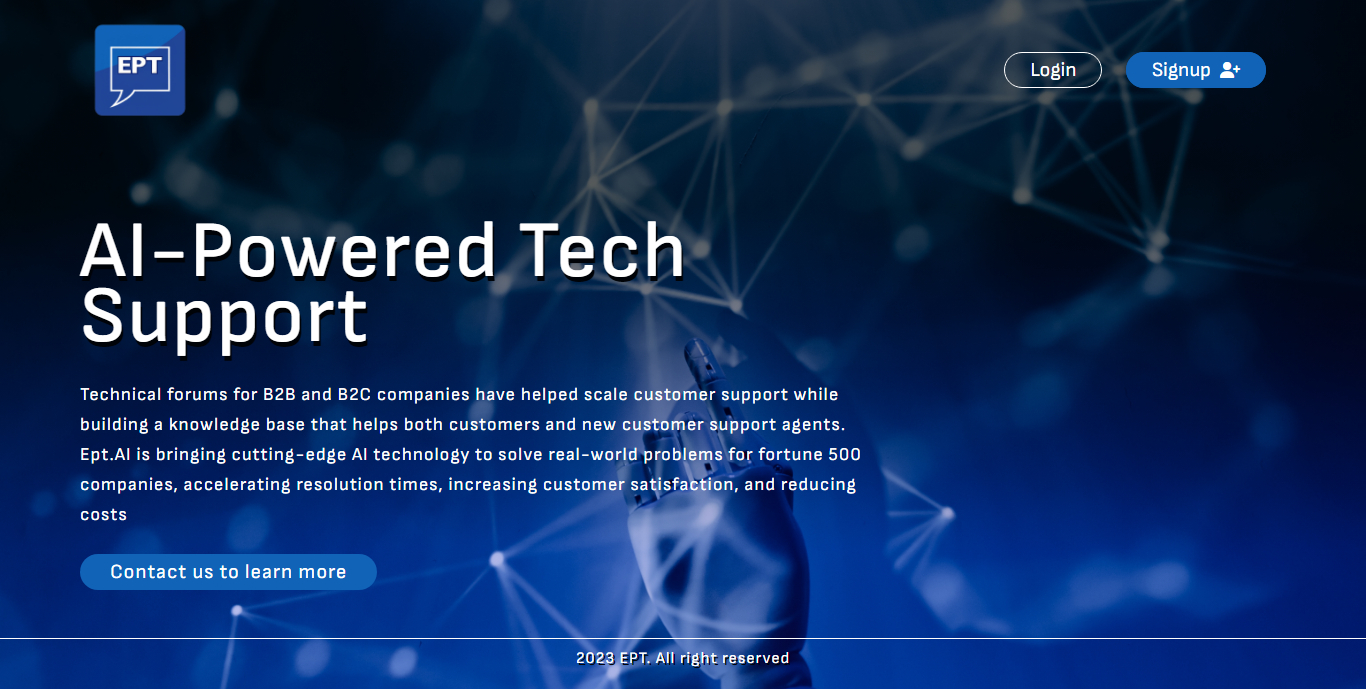 EPT
Login
Signup
AI-Powered Tech
Support
Technical forums for B2B and B2C companies have helped scale customer support while
building a knowledge base that helps both customers and new customer support agents.
Ept.AI is bringing cutting-edge AI technology to solve real-world problems for fortune 500
companies, accelerating resolution times, increasing customer satisfaction, and reducing
costs
Contact us to learn more
2023 EPT. All right reserved